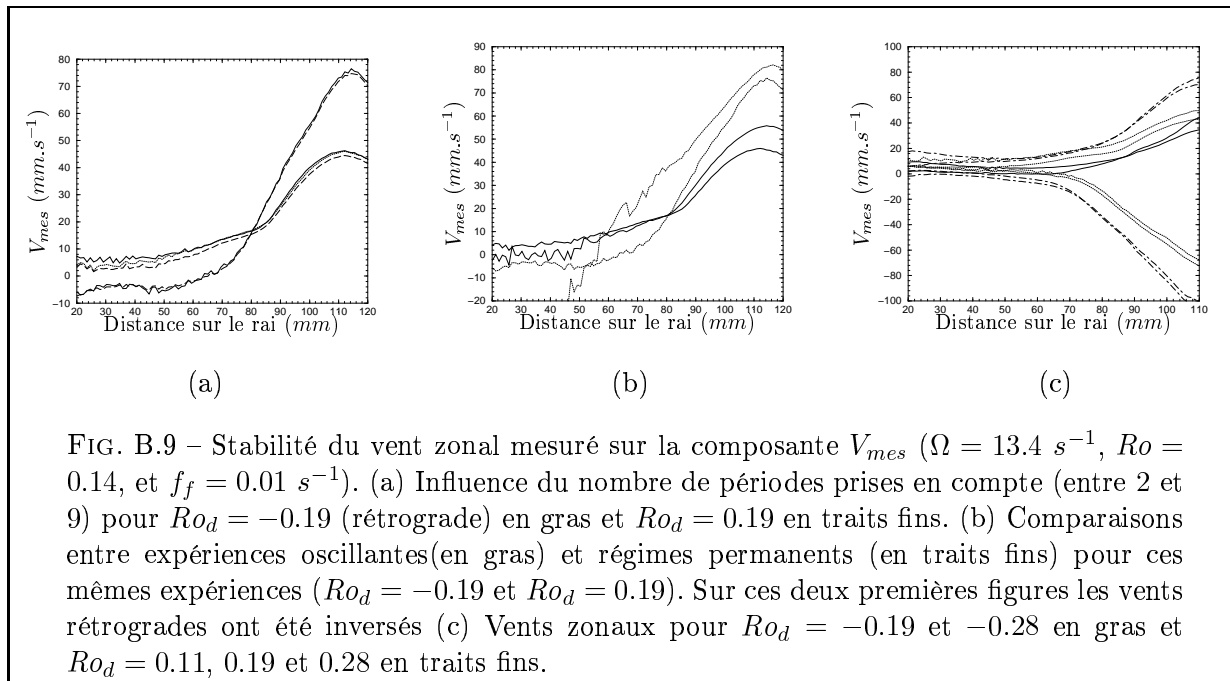 80
70
60
50
40
30
20
10
0
−10
20 30 40 50 60 70 80 90 100 110 120
V_mes (mm.s⁻¹)
Distance sur le rai (mm)
(a)
90
80
70
60
50
40
30
20
10
0
−10
−20
20 30 40 50 60 70 80 90 100 110 120
V_mes (mm.s⁻¹)
Distance sur le rai (mm)
(b)
100
80
60
40
20
0
−20
−40
−60
−80
−100
20 30 40 50 60 70 80 90 100 110
V_mes (mm.s⁻¹)
Distance sur le rai (mm)
(c)
FIG. B.9 – Stabilité du vent zonal mesuré sur la composante V_mes (Ω = 13.4 s⁻¹, Ro =
0.14, et f_f = 0.01 s⁻¹). (a) Influence du nombre de périodes prises en compte (entre 2 et
9) pour Ro_d = −0.19 (rétrograde) en gras et Ro_d = 0.19 en traits fins. (b) Comparaisons
entre expériences oscillantes(en gras) et régimes permanents (en traits fins) pour ces
mêmes expériences (Ro_d = −0.19 et Ro_d = 0.19). Sur ces deux premières figures les vents
rétrogrades ont été inversés (c) Vents zonaux pour Ro_d = −0.19 et −0.28 en gras et
Ro_d = 0.11, 0.19 et 0.28 en traits fins.